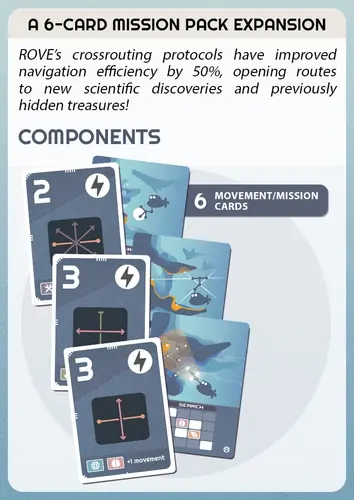 A 6-CARD MISSION PACK EXPANSION
ROVE's crossrouting protocols have improved
navigation efficiency by 50%, opening routes
to new scientific discoveries and previously
hidden treasures!
COMPONENTS
2
6 MOVEMENT/MISSION
CARDS
3
3
SEARCH
+1 movement